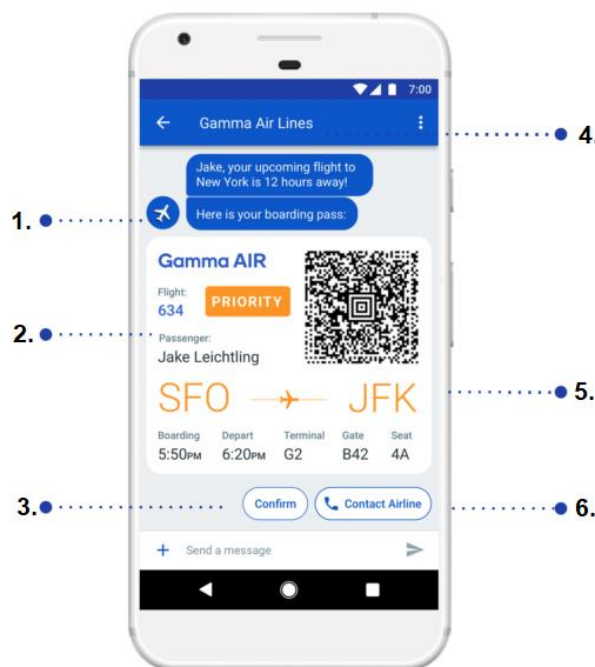 7:00
Gamma Air Lines
4.
Jake, your upcoming flight to
New York is 12 hours away!
1.
Here is your boarding pass:
Gamma AIR
Flight:
634
PRIORITY
2.
Passenger:
Jake Leichtling
SFO JFK
5.
Boarding Depart Terminal Gate Seat
5:50PM 6:20PM G2 B42 4A
3.
Confirm Contact Airline
6.
+ Send a message